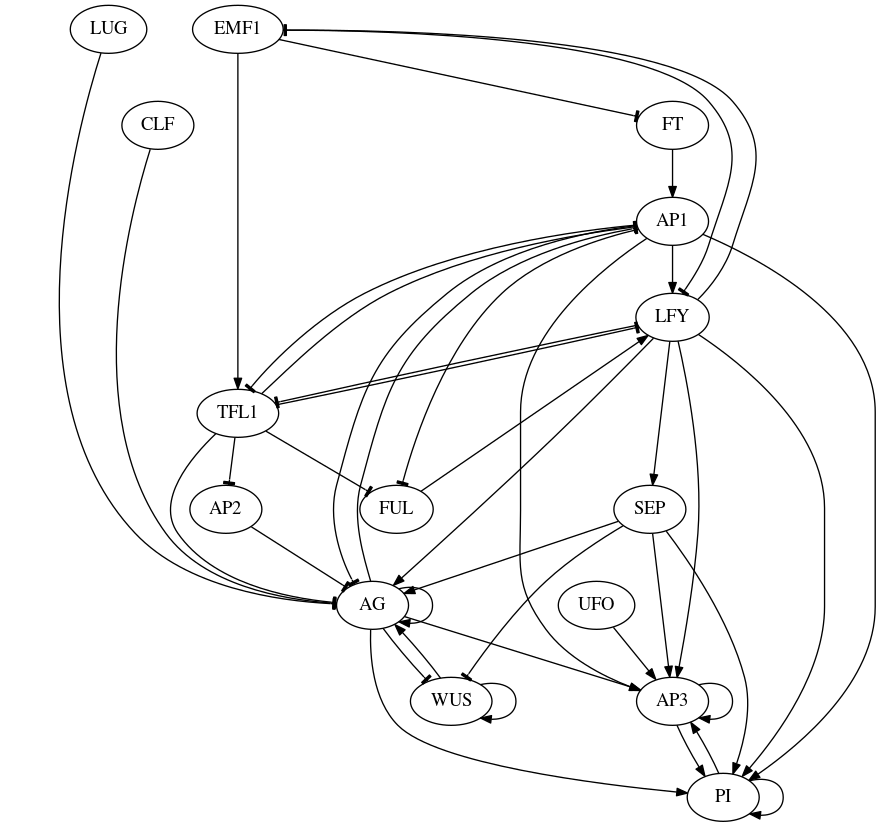 LUG
EMF1
CLF
FT
AP1
LFY
TFL1
AP2
FUL
SEP
AG
UFO
WUS
AP3
PI